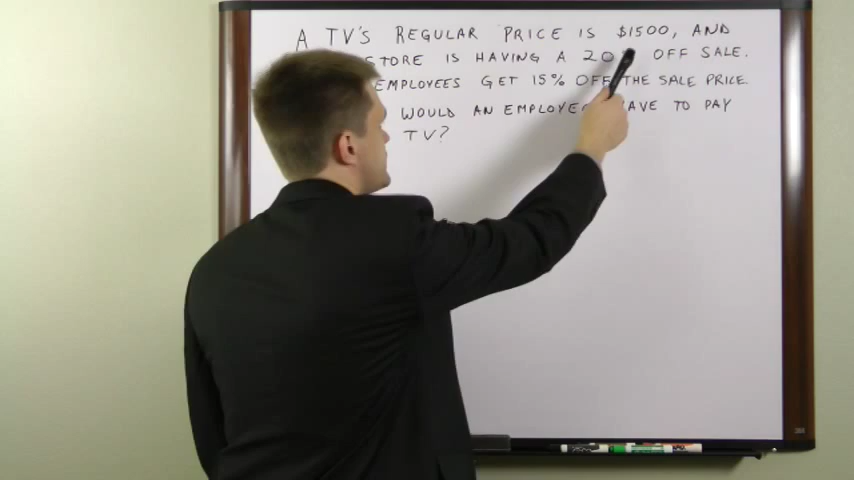 A TV'S REGULAR PRICE IS $1500, AND
STORE IS HAVING A 20% OFF SALE.
EMPLOYEES GET 15% OFF THE SALE PRICE.
WOULD AN EMPLOYEE HAVE TO PAY
TV?